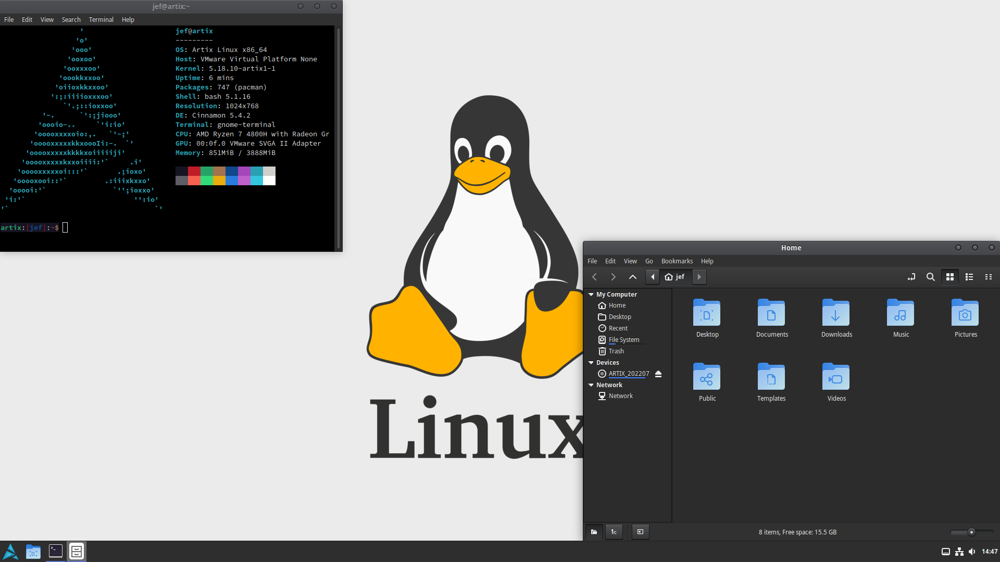 jef@artix:~
File Edit View Search Terminal Help
'
'o'
'ooo'
'ooxoo'
'ooxxxoo'
'oookkxxoo'
'oiioxkkxxoo'
':;:iiiioxxxoo'
`'.;::ioxxoo'
'-. `':;jiooo'
'oooio-.. `'i:io'
'ooooxxxxoio:,. `'-;'
'ooooxxxxxkkxoooIi:-. `'
'ooooxxxxxkkkkxoiiiiiji'
'ooooxxxxxkxxoiiii:'` .i'
'ooooxxxxxoi:::'` .;ioxo'
'ooooxooi::'` .:iiixkxxo'
'ooooi:'` `'';ioxxo'
'i:'` '':io'
'` `'
jef@artix
---------
OS: Artix Linux x86_64
Host: VMware Virtual Platform None
Kernel: 5.18.10-artix1-1
Uptime: 6 mins
Packages: 747 (pacman)
Shell: bash 5.1.16
Resolution: 1024x768
DE: Cinnamon 5.4.2
Terminal: gnome-terminal
CPU: AMD Ryzen 7 4800H with Radeon Gr
GPU: 00:0f.0 VMware SVGA II Adapter
Memory: 851MiB / 3888MiB
artix:[jef]:~$
Linux
Home
File Edit View Go Bookmarks Help
jef
My Computer
Home
Desktop
Recent
File System
Trash
Devices
ARTIX_202207
Network
Network
Desktop Documents Downloads Music Pictures
Public Templates Videos
8 items, Free space: 15.5 GB
14:47